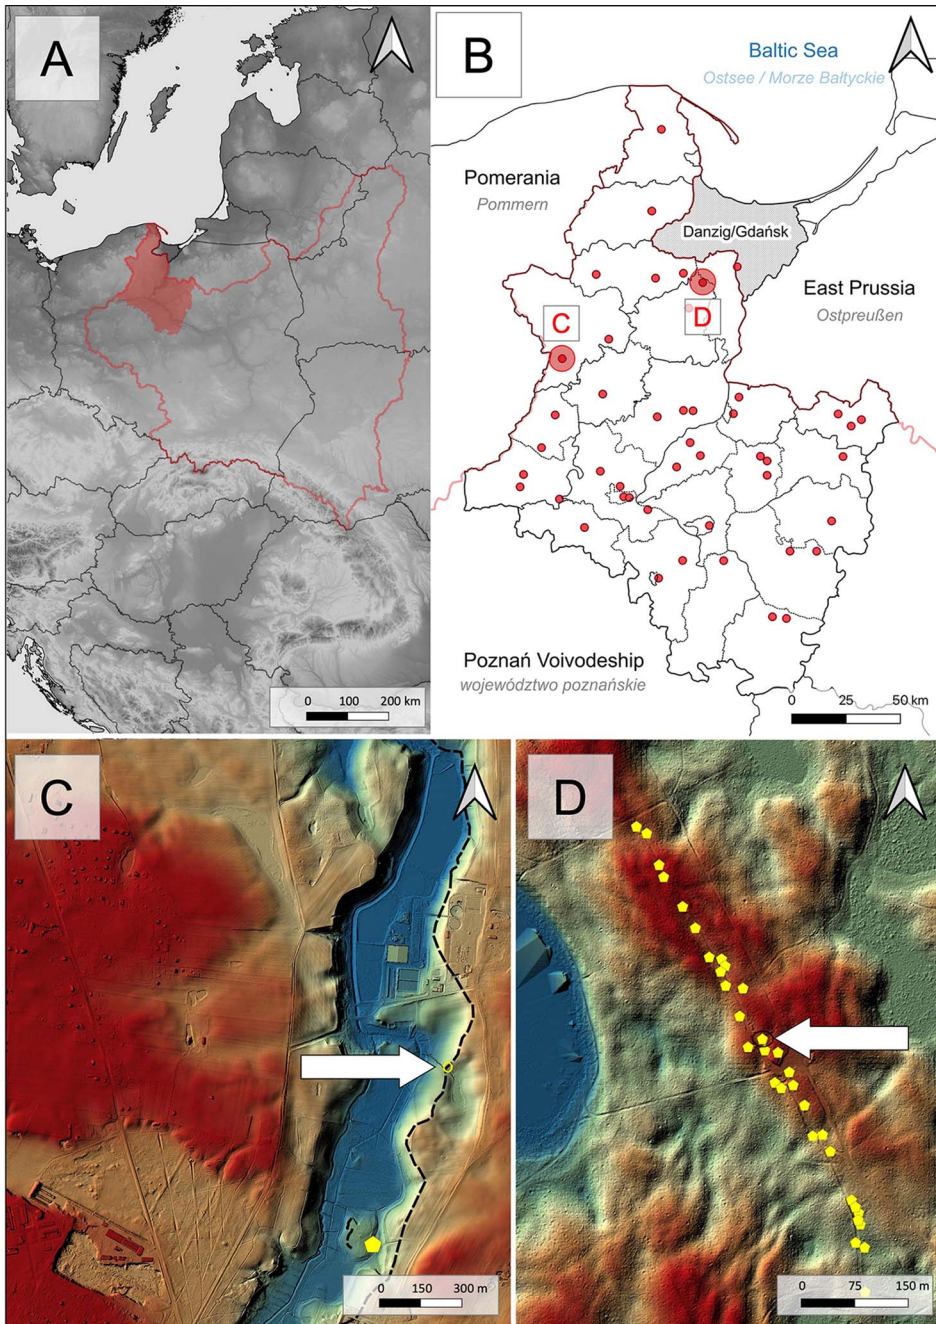 A
0 100 200 km
B
Baltic Sea
Ostsee / Morze Bałtyckie
Pomerania
Pommern
Danzig/Gdańsk
East Prussia
Ostpreußen
C
D
Poznań Voivodeship
województwo poznańskie
0 25 50 km
C
0 150 300 m
D
0 75 150 m